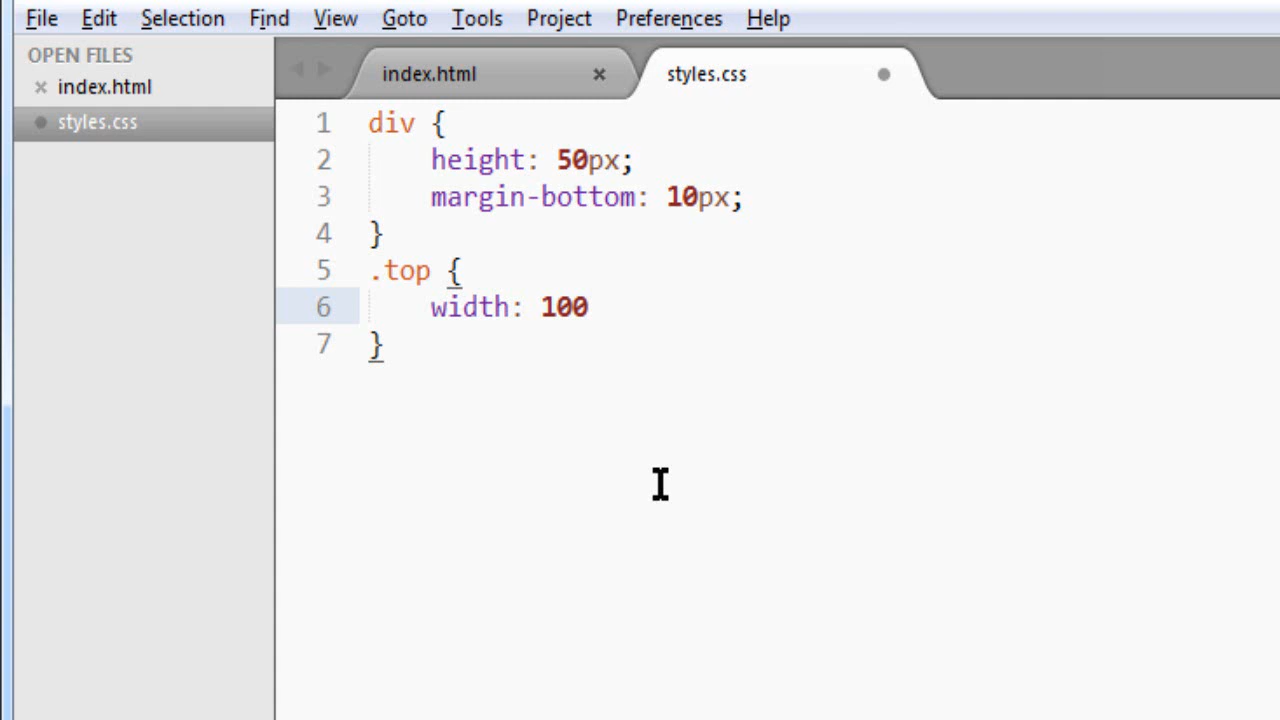 File Edit Selection Find View Goto Tools Project Preferences Help
OPEN FILES
index.html
styles.css
index.html styles.css
1 div {
2     height: 50px;
3     margin-bottom: 10px;
4 }
5 .top {
6     width: 100
7 }